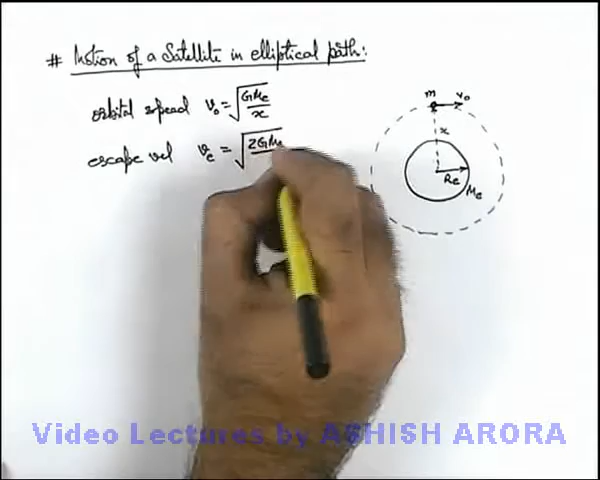 # Motion of a Satellite in elliptical path:
orbital speed v₀ = √(GMe/x)
escape vel ve = √(2GMe
m v₀
x
Re
Me
Video Lectures by ASHISH ARORA